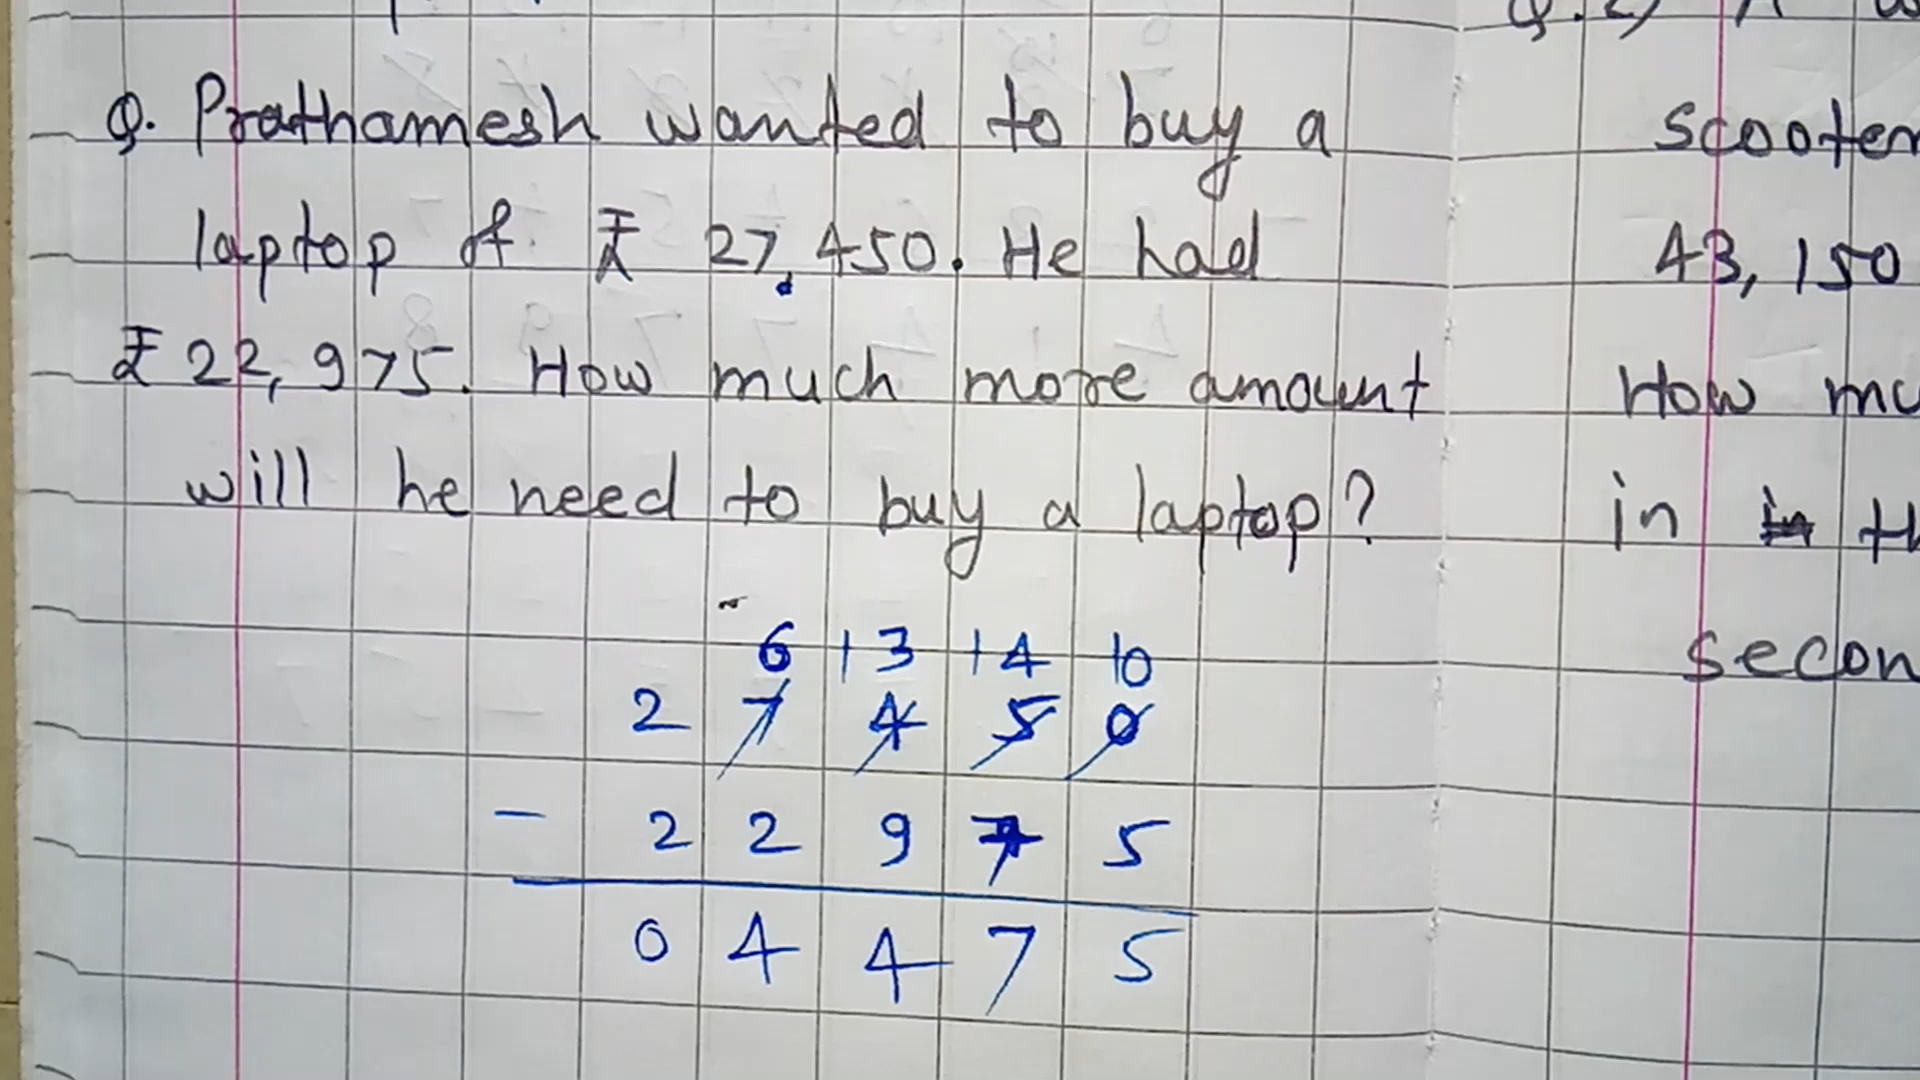 Q. Prathamesh wanted to buy a
laptop of ₹ 27,450. He had
₹ 22,975. How much more amount
will he need to buy a laptop?
6 13 14 10
2 7 4 5 0
- 2 2 9 7 5
0 4 4 7 5
scooter
43,150
How
in in
secon